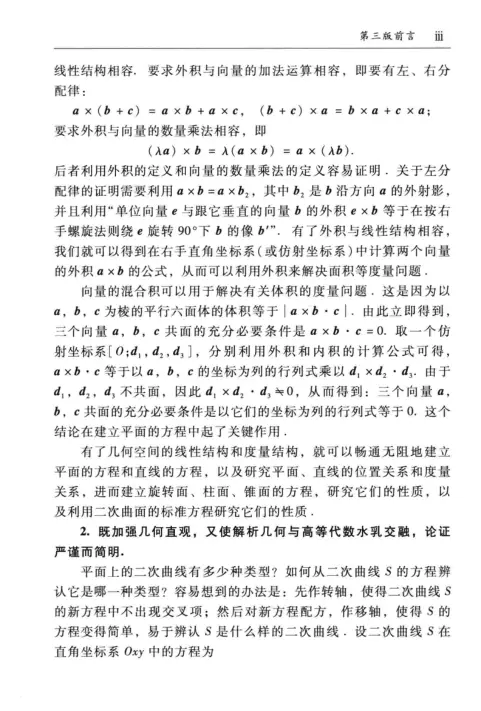 第三版前言 iii
线性结构相容. 要求外积与向量的加法运算相容，即要有左、右分
配律：
a×(b+c)=a×b+a×c, (b+c)×a=b×a+c×a;
要求外积与向量的数量乘法相容，即
(λa)×b=λ(a×b)=a×(λb).
后者利用外积的定义和向量的数量乘法的定义容易证明. 关于左分
配律的证明需要利用 a×b=a×b₂，其中 b₂ 是 b 沿方向 a 的外射影，
并且利用“单位向量 e 与跟它垂直的向量 b 的外积 e×b 等于在按右
手螺旋法则绕 e 旋转 90°下 b 的像 b′”. 有了外积与线性结构相容，
我们就可以得到在右手直角坐标系(或仿射坐标系)中计算两个向量
的外积 a×b 的公式，从而可以利用外积来解决面积等度量问题.
向量的混合积可以用于解决有关体积的度量问题. 这是因为以
a，b，c 为棱的平行六面体的体积等于|a×b·c|. 由此立即得到，
三个向量 a，b，c 共面的充分必要条件是 a×b·c=0. 取一个仿
射坐标系[O;d₁,d₂,d₃]，分别利用外积和内积的计算公式可得，
a×b·c 等于以 a，b，c 的坐标为列的行列式乘以 d₁×d₂·d₃. 由于
d₁，d₂，d₃ 不共面，因此 d₁×d₂·d₃≒0，从而得到：三个向量 a，
b，c 共面的充分必要条件是以它们的坐标为列的行列式等于 0. 这个
结论在建立平面的方程中起了关键作用.
有了几何空间的线性结构和度量结构，就可以畅通无阻地建立
平面的方程和直线的方程，以及研究平面、直线的位置关系和度量
关系，进而建立旋转面、柱面、锥面的方程，研究它们的性质，以
及利用二次曲面的标准方程研究它们的性质.
2. 既加强几何直观，又使解析几何与高等代数水乳交融，论证
严谨而简明.
平面上的二次曲线有多少种类型？如何从二次曲线 S 的方程辨
认它是哪一种类型？容易想到的办法是：先作转轴，使得二次曲线 S
的新方程中不出现交叉项；然后对新方程配方，作移轴，使得 S 的
方程变得简单，易于辨认 S 是什么样的二次曲线. 设二次曲线 S 在
直角坐标系 Oxy 中的方程为